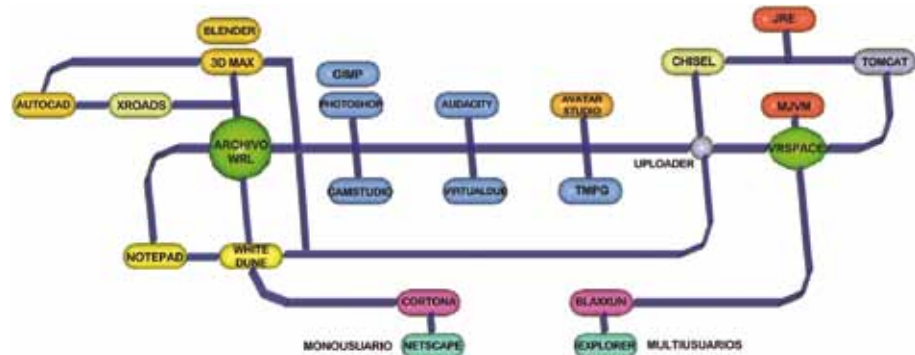 BLENDER
3D MAX
AUTOCAD
XROADS
ARCHIVO
WRL
NOTEPAD
WHITE
DUNE
GIMP
PHOTOSHOP
CAMSTUDIO
AUDACITY
VIRTUALDUB
AVATAR
STUDIO
TMPG
CHISEL
JRE
TOMCAT
MJVM
UPLOADER
VRSPACE
CORTONA
MONOUSUARIO
NETSCAPE
BLAXXUN
IEXPLORER
MULTIUSUARIOS